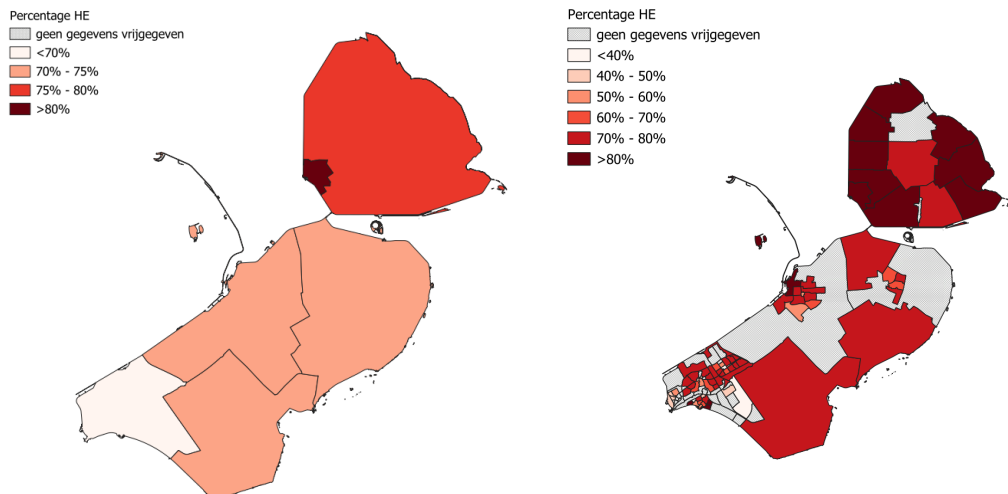 Percentage HE
geen gegevens vrijgegeven
<70%
70% - 75%
75% - 80%
>80%
Percentage HE
geen gegevens vrijgegeven
<40%
40% - 50%
50% - 60%
60% - 70%
70% - 80%
>80%